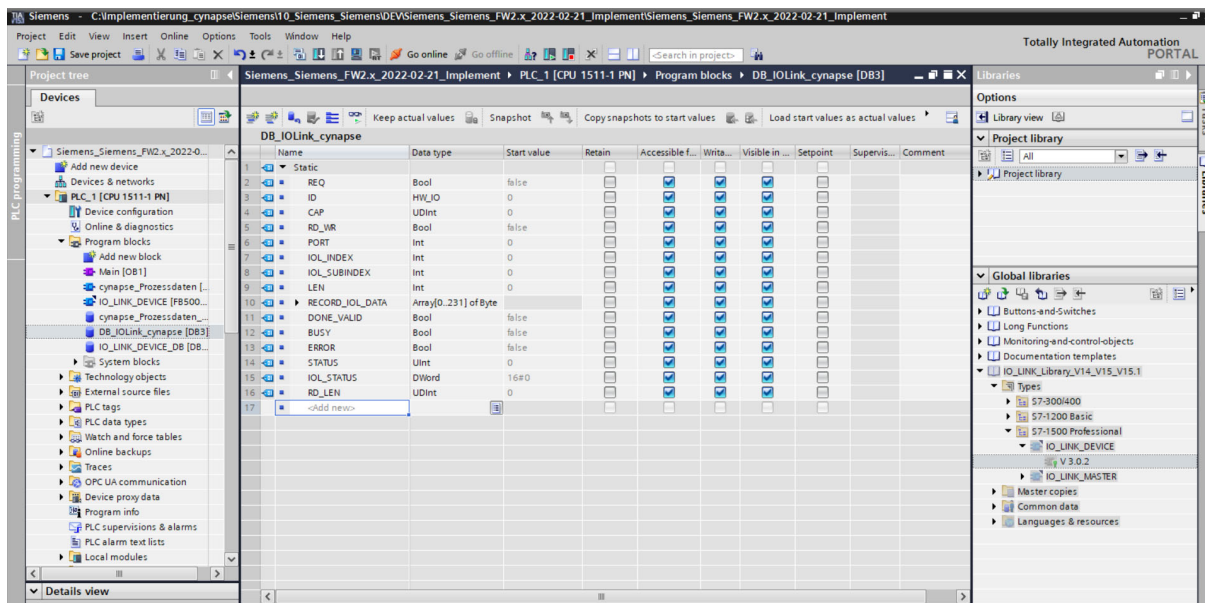 Siemens - C:\Implementierung_cynapse\Siemens\10_Siemens_Siemens\DEV\Siemens_Siemens_FW2.x_2022-02-21_Implement\Siemens_Siemens_FW2.x_2022-02-21_Implement
Project Edit View Insert Online Options Tools Window Help
Totally Integrated Automation
PORTAL
Save project Go online Go offline <Search in project>
Project tree
Devices
PLC programming
Siemens_Siemens_FW2.x_2022-0...
Add new device
Devices & networks
PLC_1 [CPU 1511-1 PN]
Device configuration
Online & diagnostics
Program blocks
Add new block
Main [OB1]
cynapse_Prozessdaten [..
IO_LINK_DEVICE [FB500...
cynapse_Prozessdaten_...
DB_IOLink_cynapse [DB3]
IO_LINK_DEVICE_DB [DB...
System blocks
Technology objects
External source files
PLC tags
PLC data types
Watch and force tables
Online backups
Traces
OPC UA communication
Device proxy data
Program info
PLC supervisions & alarms
PLC alarm text lists
Local modules
Details view
Siemens_Siemens_FW2.x_2022-02-21_Implement PLC_1 [CPU 1511-1 PN] Program blocks DB_IOLink_cynapse [DB3]
Keep actual values Snapshot Copy snapshots to start values Load start values as actual values
DB_IOLink_cynapse
Name Data type Start value Retain Accessible f... Writa... Visible in ... Setpoint Supervis... Comment
1 Static
2 REQ Bool false
3 ID HW_IO 0
4 CAP UDInt 0
5 RD_WR Bool false
6 PORT Int 0
7 IOL_INDEX Int 0
8 IOL_SUBINDEX Int 0
9 LEN Int 0
10 RECORD_IOL_DATA Array[0..231] of Byte
11 DONE_VALID Bool false
12 BUSY Bool false
13 ERROR Bool false
14 STATUS UInt 0
15 IOL_STATUS DWord 16#0
16 RD_LEN UDInt 0
17 <Add new>
Libraries
Options
Library view
Project library
All
Project library
Global libraries
Buttons-and-Switches
Long Functions
Monitoring-and-control-objects
Documentation templates
IO_LINK_Library_V14_V15_V15.1
Types
S7-300/400
S7-1200 Basic
S7-1500 Professional
IO_LINK_DEVICE
V 3.0.2
IO_LINK_MASTER
Master copies
Common data
Languages & resources